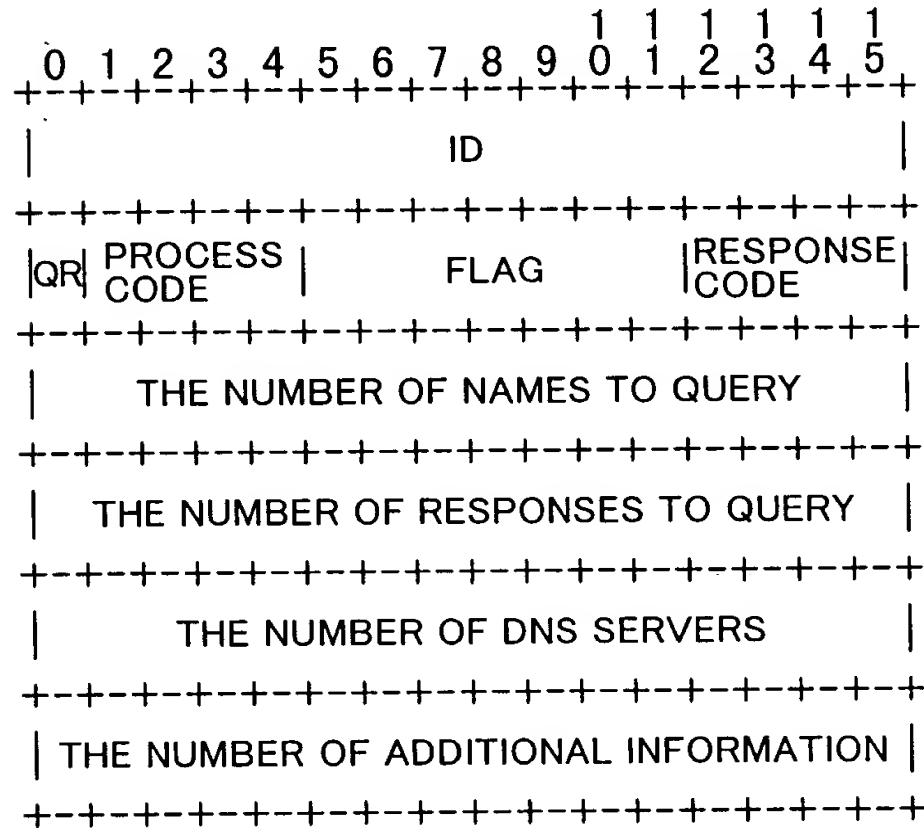 1 1 1 1 1 1
0 1 2 3 4 5 6 7 8 9 0 1 2 3 4 5
+-+-+-+-+-+-+-+-+-+-+-+-+-+-+-+-+
| ID |
+-+-+-+-+-+-+-+-+-+-+-+-+-+-+-+-+
|QR| PROCESS CODE | FLAG |RESPONSE CODE |
+-+-+-+-+-+-+-+-+-+-+-+-+-+-+-+-+
| THE NUMBER OF NAMES TO QUERY |
+-+-+-+-+-+-+-+-+-+-+-+-+-+-+-+-+
| THE NUMBER OF RESPONSES TO QUERY |
+-+-+-+-+-+-+-+-+-+-+-+-+-+-+-+-+
| THE NUMBER OF DNS SERVERS |
+-+-+-+-+-+-+-+-+-+-+-+-+-+-+-+-+
| THE NUMBER OF ADDITIONAL INFORMATION |
+-+-+-+-+-+-+-+-+-+-+-+-+-+-+-+-+